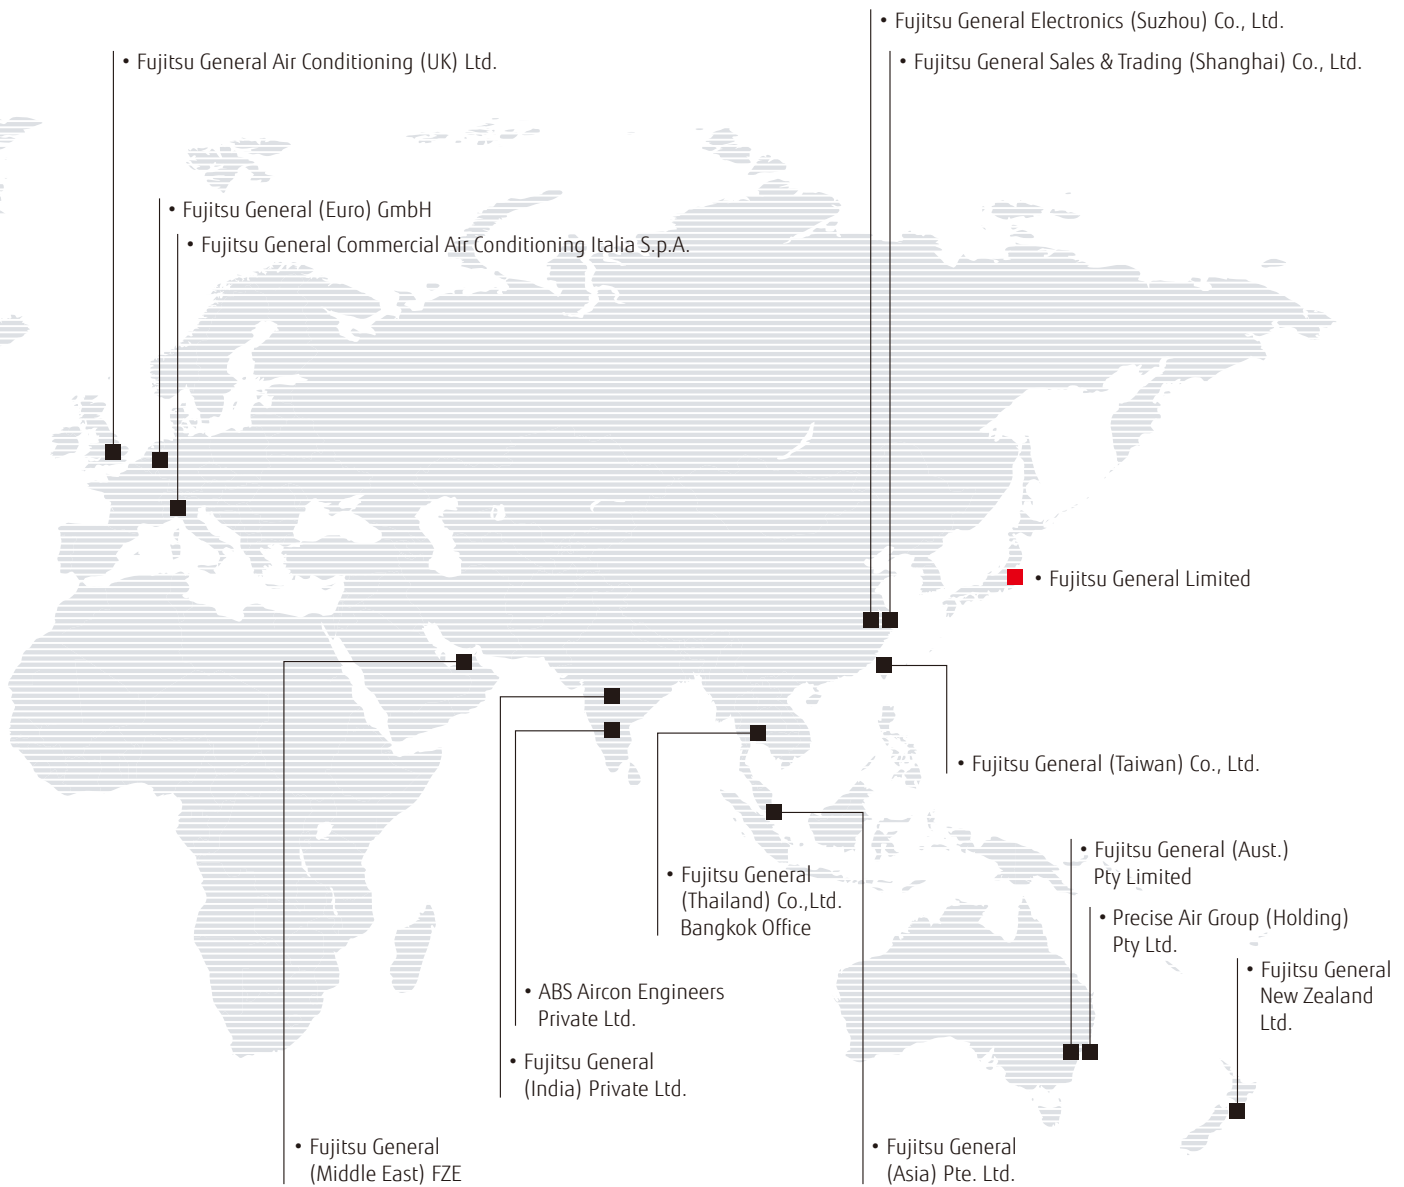 • Fujitsu General Electronics (Suzhou) Co., Ltd.
• Fujitsu General Air Conditioning (UK) Ltd.
• Fujitsu General Sales & Trading (Shanghai) Co., Ltd.
• Fujitsu General (Euro) GmbH
• Fujitsu General Commercial Air Conditioning Italia S.p.A.
• Fujitsu General Limited
• Fujitsu General (Taiwan) Co., Ltd.
• Fujitsu General (Aust.)
Pty Limited
• Fujitsu General
(Thailand) Co.,Ltd.
Bangkok Office
• Precise Air Group (Holding)
Pty Ltd.
• Fujitsu General
New Zealand
Ltd.
• ABS Aircon Engineers
Private Ltd.
• Fujitsu General
(India) Private Ltd.
• Fujitsu General
(Middle East) FZE
• Fujitsu General
(Asia) Pte. Ltd.